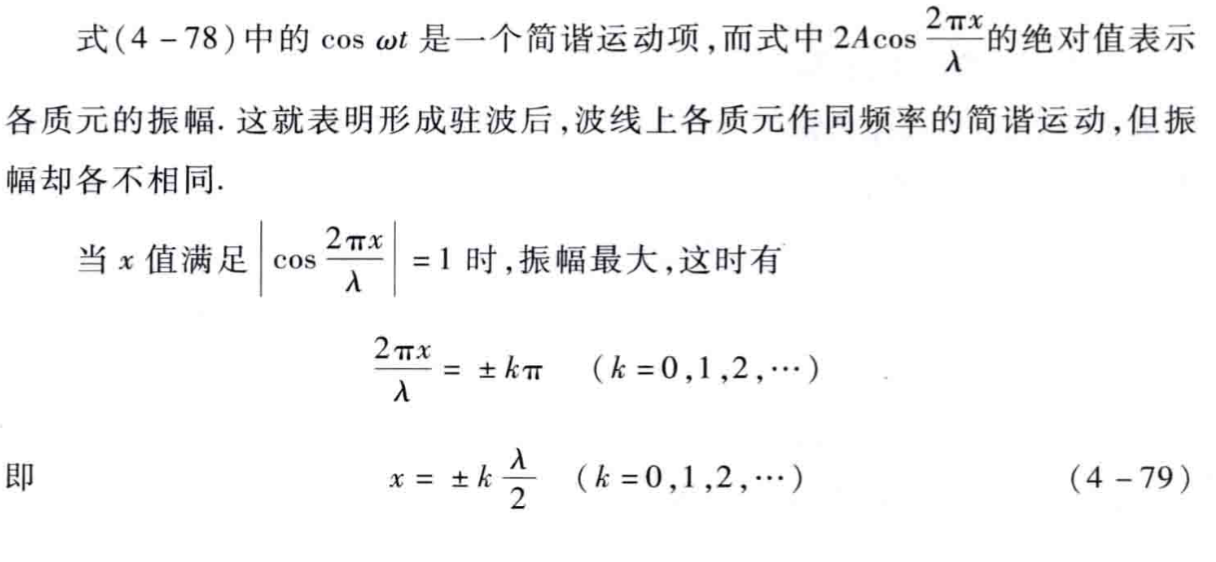 式(4-78)中的 cos ωt 是一个简谐运动项,而式中 2Acos $\frac{2\pi x}{\lambda}$ 的绝对值表示
各质元的振幅. 这就表明形成驻波后,波线上各质元作同频率的简谐运动,但振
幅却各不相同.
当 x 值满足 $\left|\cos\frac{2\pi x}{\lambda}\right|=1$ 时,振幅最大,这时有
$\frac{2\pi x}{\lambda}=\pm k\pi \quad (k=0,1,2,\cdots)$
即 $x=\pm k\frac{\lambda}{2} \quad (k=0,1,2,\cdots)$ (4-79)